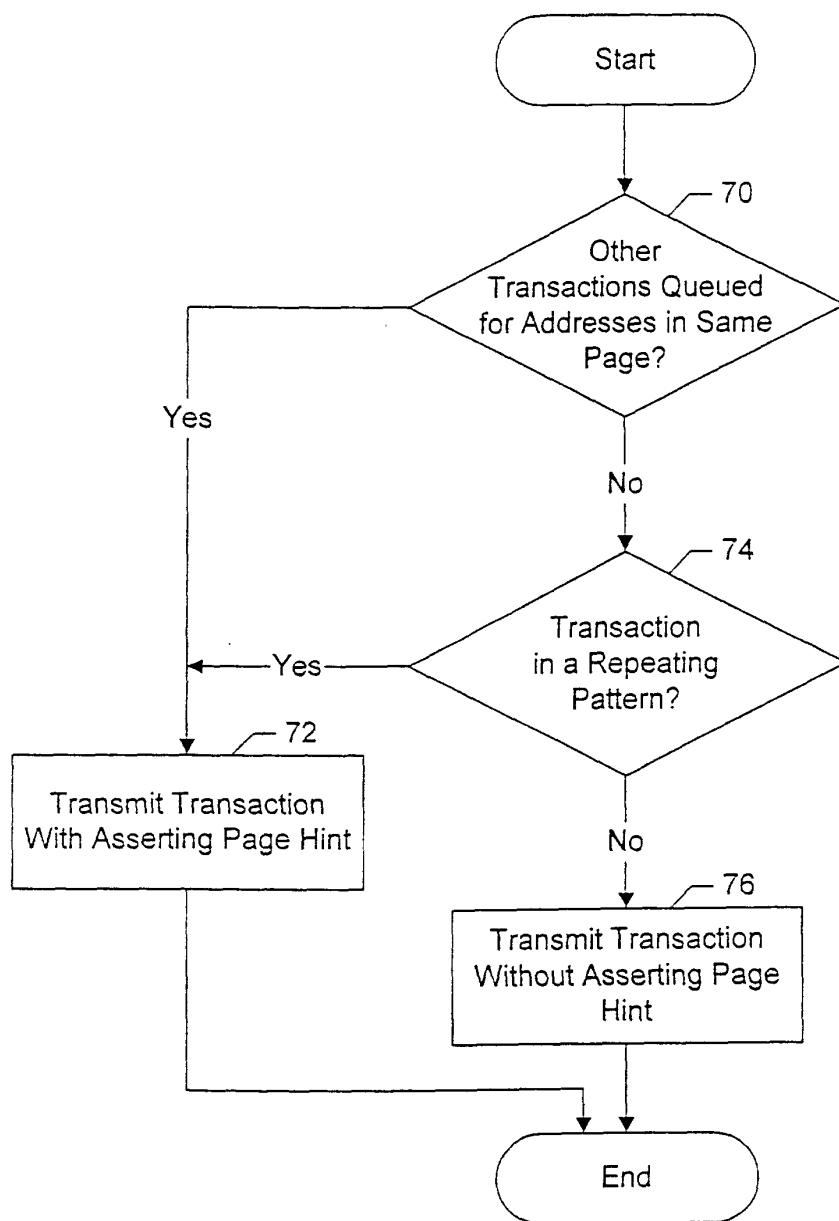 Start
70
Other
Transactions Queued
for Addresses in Same
Page?
Yes
No
74
Transaction
in a Repeating
Pattern?
Yes
72
Transmit Transaction
With Asserting Page Hint
No
76
Transmit Transaction
Without Asserting Page
Hint
End